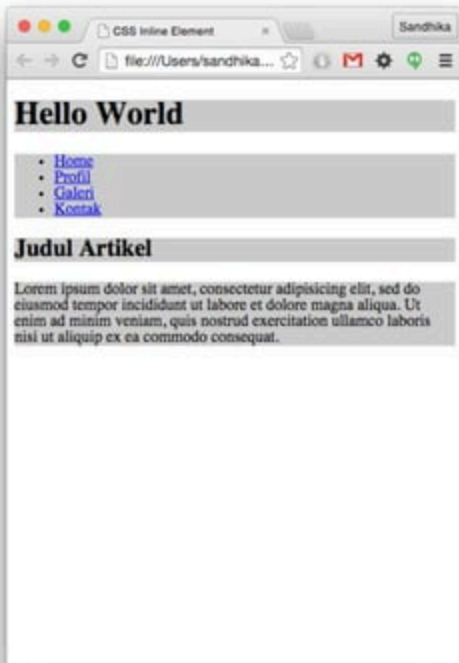 CSS Inline Element
Sandhika
file:///Users/sandhika...
Hello World
Home
Profil
Galeri
Kontak
Judul Artikel
Lorem ipsum dolor sit amet, consectetur adipisicing elit, sed do
eiusmod tempor incididunt ut labore et dolore magna aliqua. Ut
enim ad minim veniam, quis nostrud exercitation ullamco laboris
nisi ut aliquip ex ea commodo consequat.